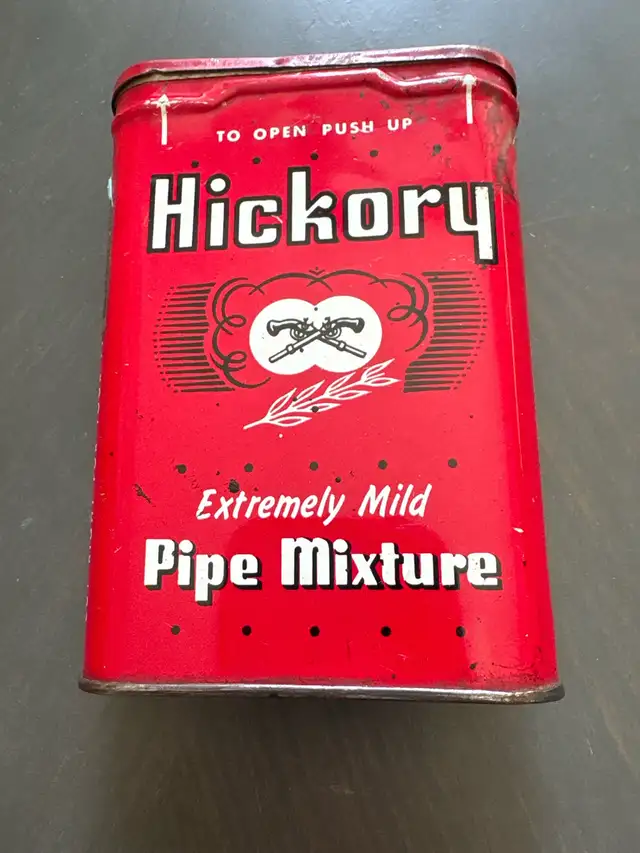 TO OPEN PUSH UP
Hickory
Extremely Mild
Pipe Mixture